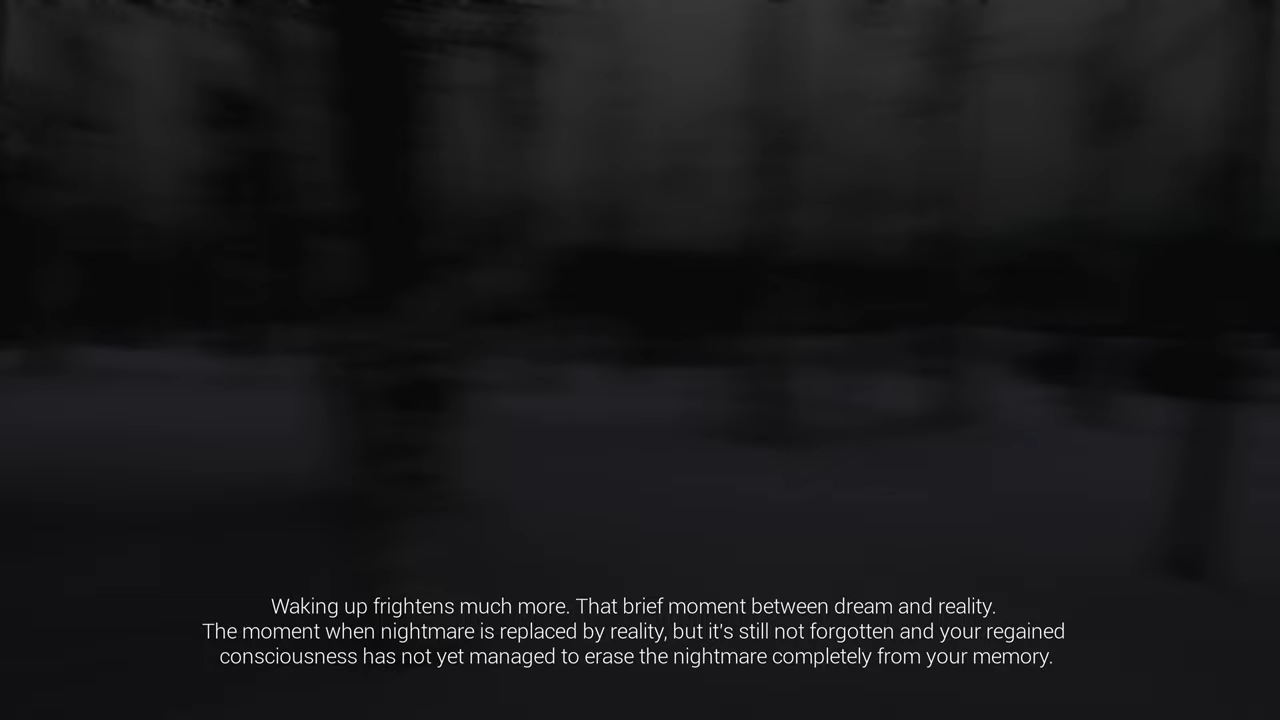 Waking up frightens much more. That brief moment between dream and reality.
The moment when nightmare is replaced by reality, but it's still not forgotten and your regained
consciousness has not yet managed to erase the nightmare completely from your memory.